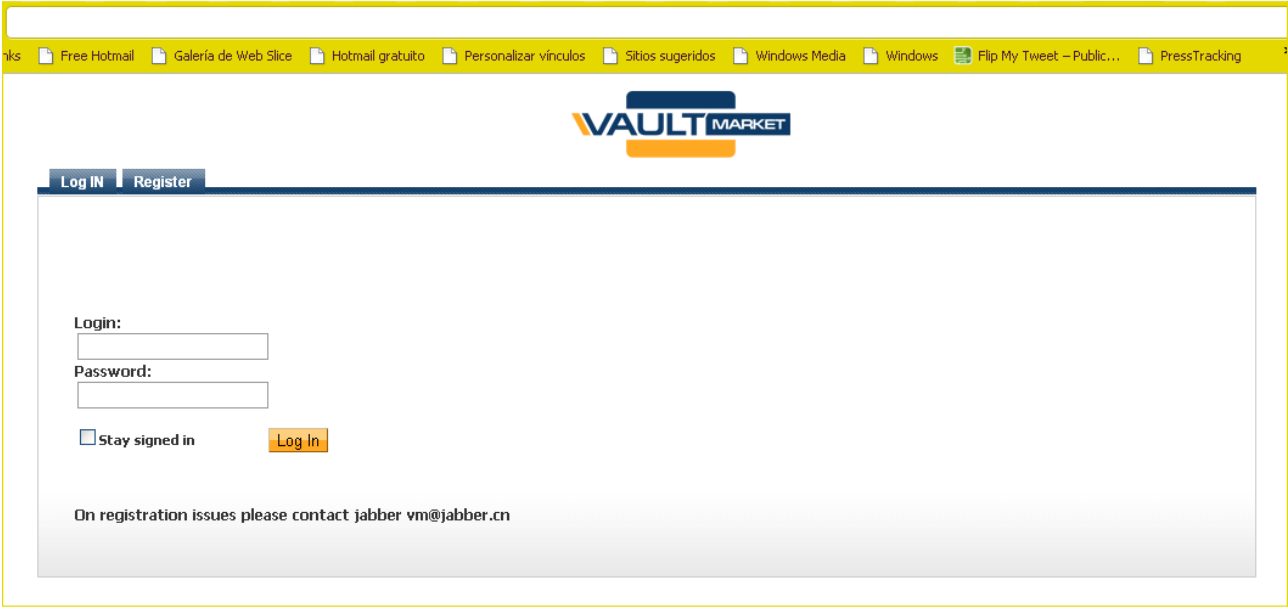 nks Free Hotmail Galería de Web Slice Hotmail gratuito Personalizar vínculos Sitios sugeridos Windows Media Windows Flip My Tweet – Public... PressTracking
VAULT MARKET
Log IN Register
Login:
Password:
Stay signed in Log In
On registration issues please contact jabber vm@jabber.cn